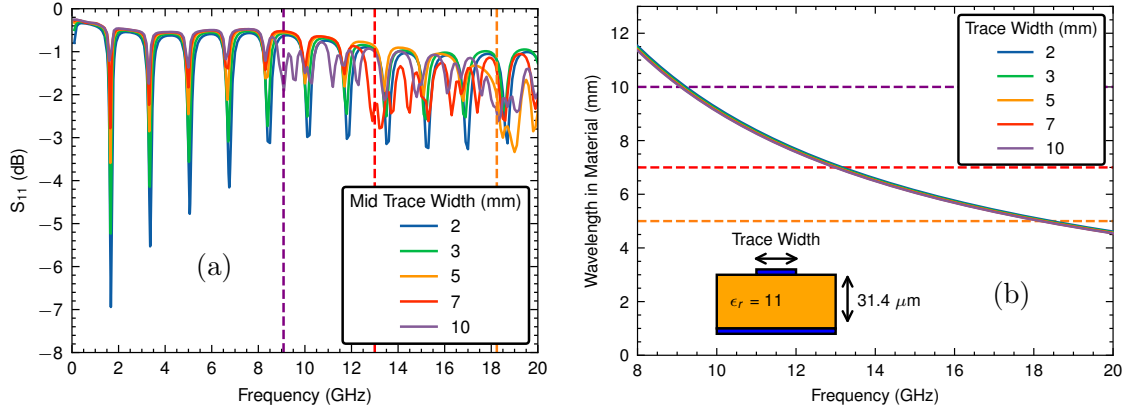 0
−1
−2
−3
−4
−5
−6
−7
−8
S₁₁ (dB)
0 2 4 6 8 10 12 14 16 18 20
Frequency (GHz)
Mid Trace Width (mm)
2
3
5
7
10
(a)
12
10
8
6
4
2
0
Wavelength in Material (mm)
8 10 12 14 16 18 20
Frequency (GHz)
Trace Width (mm)
2
3
5
7
10
Trace Width
ϵᵣ = 11
31.4 μm
(b)